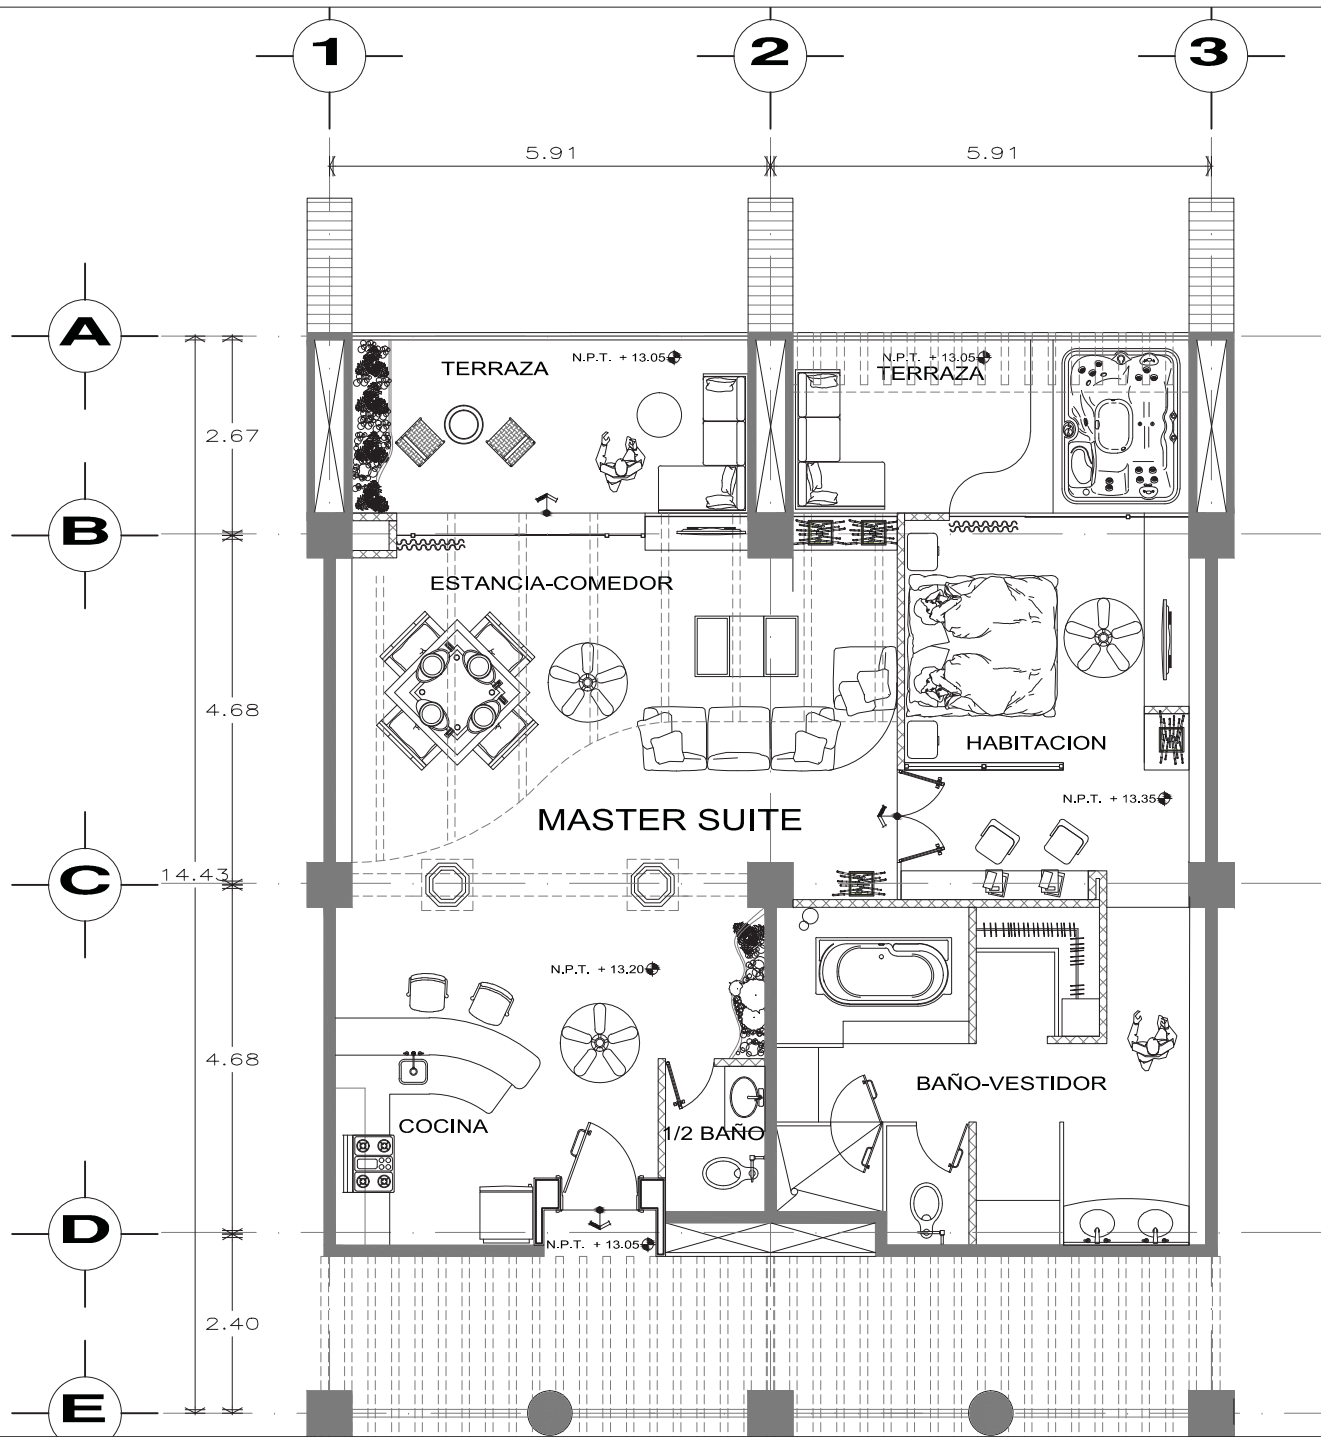 1 2 3
5.91 5.91
A
TERRAZA N.P.T. + 13.05 N.P.T. + 13.05
TERRAZA
2.67
B
ESTANCIA-COMEDOR
4.68
HABITACION
N.P.T. + 13.35
MASTER SUITE
C
14.43
N.P.T. + 13.20
4.68
BAÑO-VESTIDOR
COCINA 1/2 BAÑO
D
N.P.T. + 13.05
2.40
E